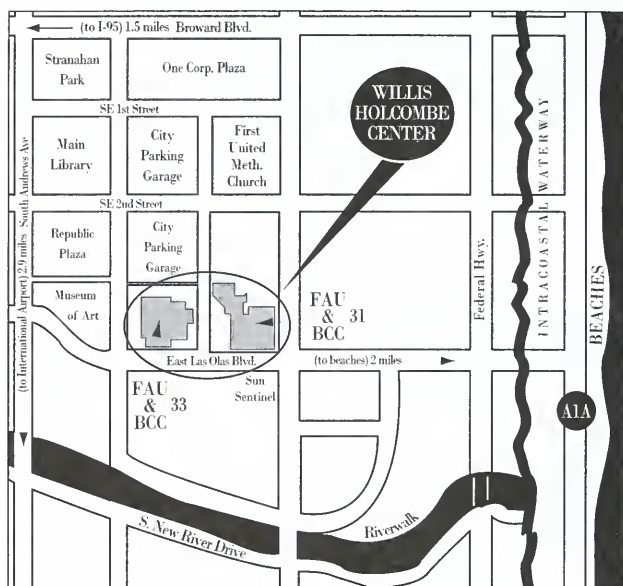 (to I-95) 1.5 miles Broward Blvd.
Stranahan
Park
One Corp. Plaza
WILLIS
HOLCOMBE
CENTER
SE 1st Street
Main
Library
City
Parking
Garage
First
United
Meth.
Church
SE 2nd Street
Republic
Plaza
City
Parking
Garage
Museum
of Art
FAU
& 31
BCC
East Las Olas Blvd.
(to beaches) 2 miles
FAU
& 33
BCC
Sun
Sentinel
(to International Airport) 2.9 miles South Andrews Ave
Federal Hwy.
INTRACOASTAL WATERWAY
BEACHES
A1A
S. New River Drive
Riverwalk